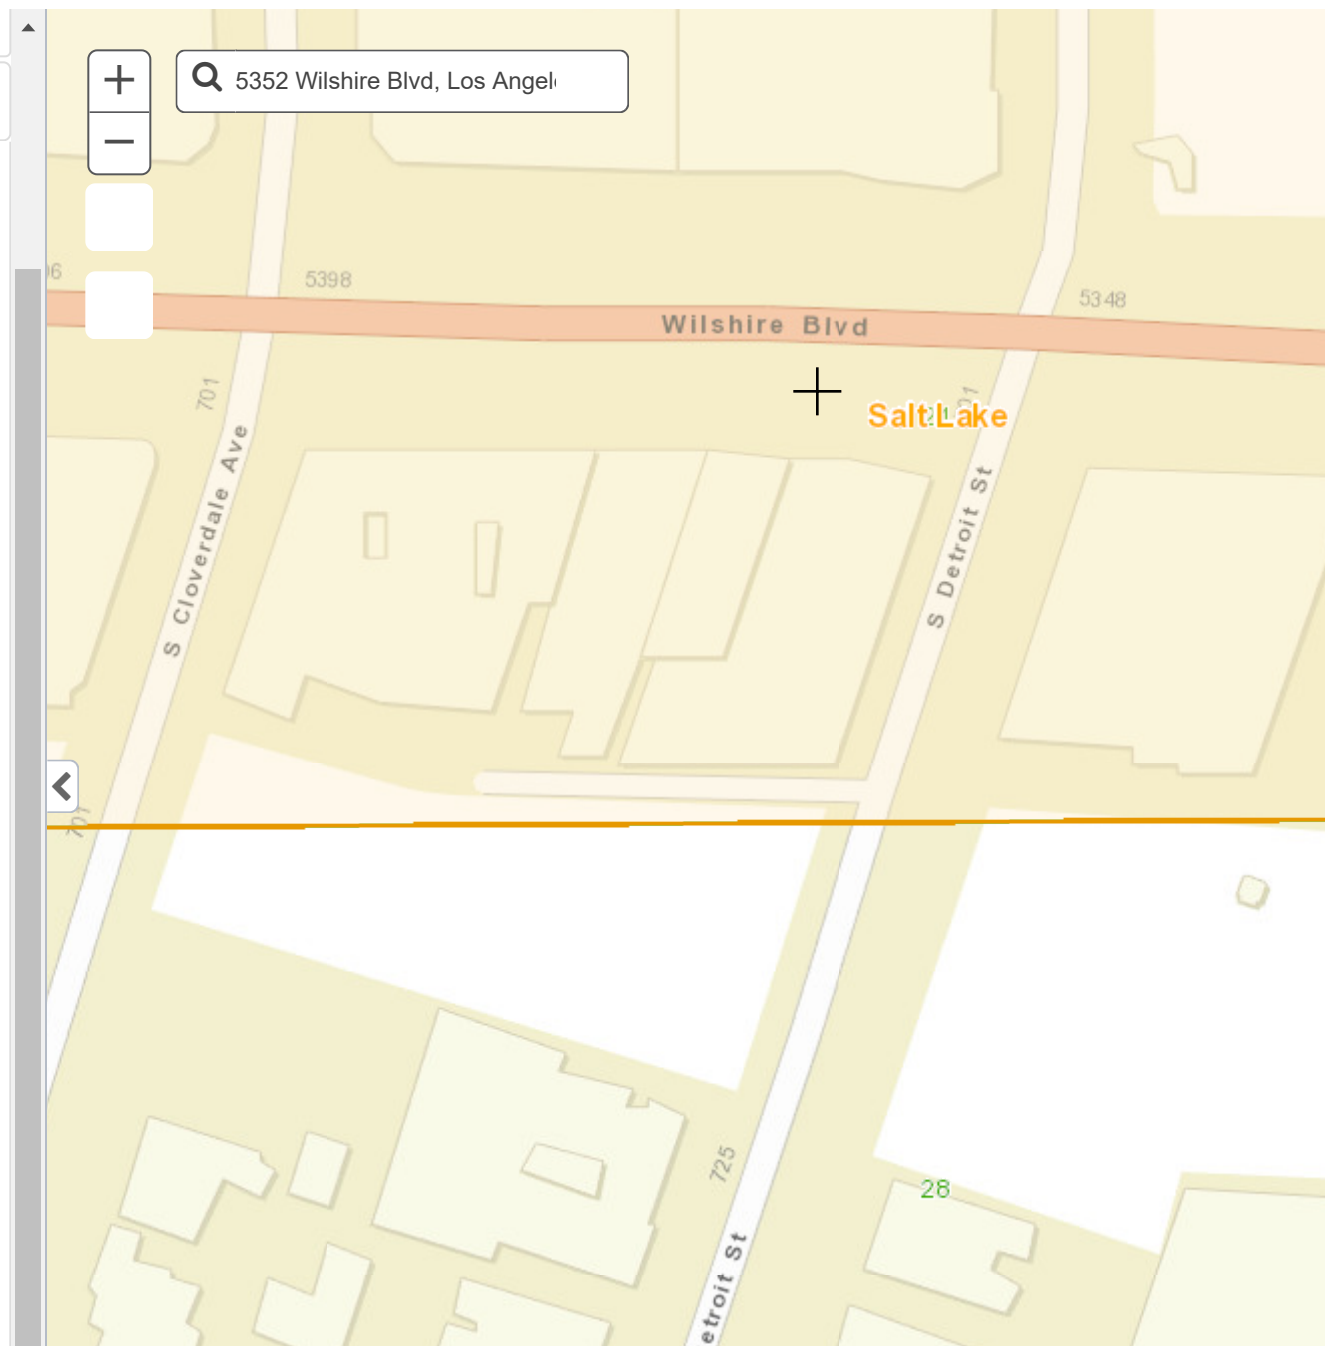 5352 Wilshire Blvd, Los Angel
5398
5348
Wilshire Blvd
701
Salt Lake
S Cloverdale Ave
S Detroit St
701
725
28
etroit St